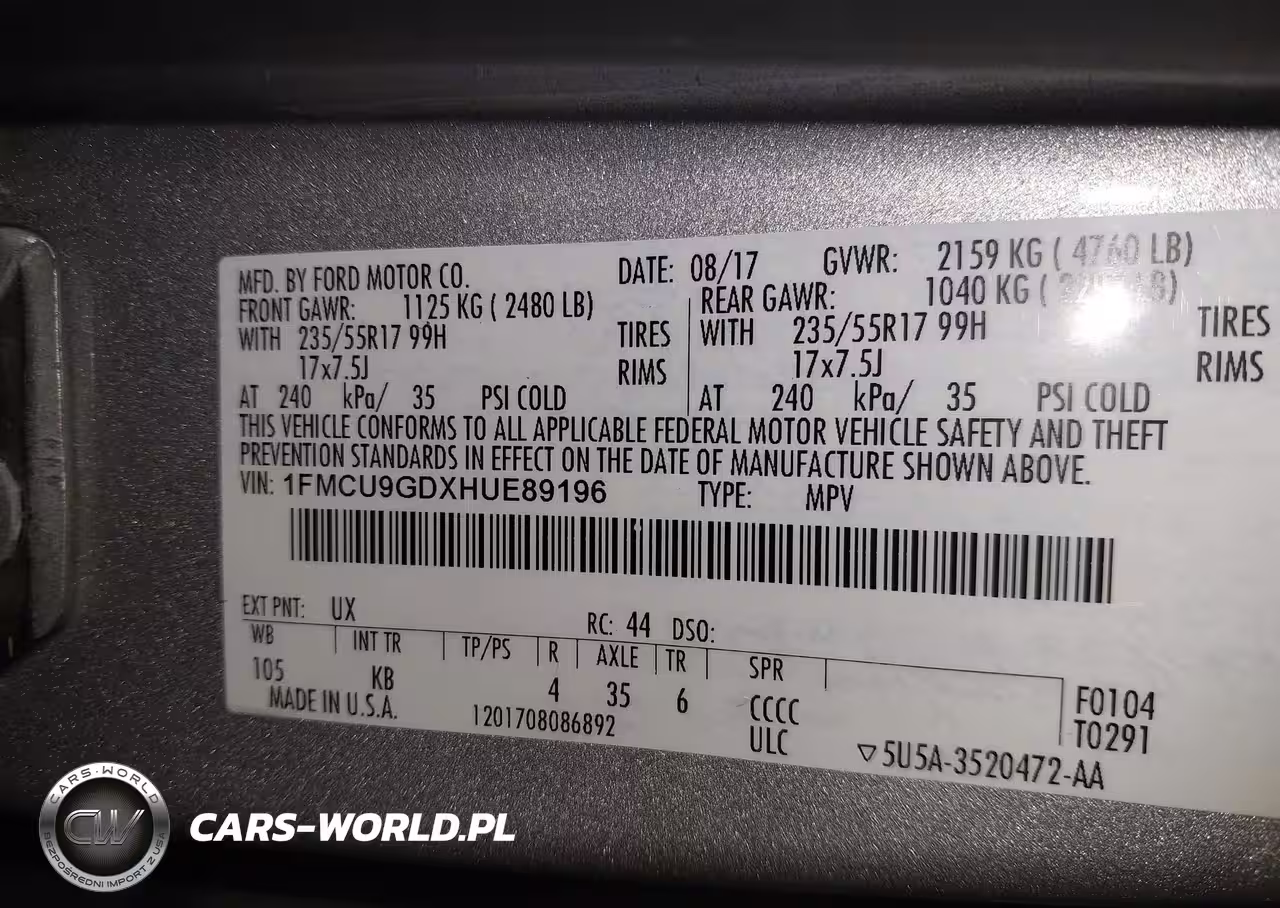 MFD. BY FORD MOTOR CO. DATE: 08/17 GVWR: 2159 KG ( 4760 LB)
FRONT GAWR: 1125 KG ( 2480 LB) REAR GAWR: 1040 KG (
WITH 235/55R17 99H TIRES WITH 235/55R17 99H TIRES
17x7.5J RIMS 17x7.5J RIMS
AT 240 kPa/ 35 PSI COLD AT 240 kPa/ 35 PSI COLD
THIS VEHICLE CONFORMS TO ALL APPLICABLE FEDERAL MOTOR VEHICLE SAFETY AND THEFT
PREVENTION STANDARDS IN EFFECT ON THE DATE OF MANUFACTURE SHOWN ABOVE.
VIN: 1FMCU9GDXHUE89196 TYPE: MPV
EXT PNT: UX RC: 44 DSO:
WB INT TR TP/PS R AXLE TR SPR
105 KB 4 35 6 CCCC F0104
MADE IN U.S.A. 1201708086892 ULC T0291
▽5U5A-3520472-AA
CARS-WORLD
CW
BEZPOŚREDNI IMPORT Z USA
CARS-WORLD.PL